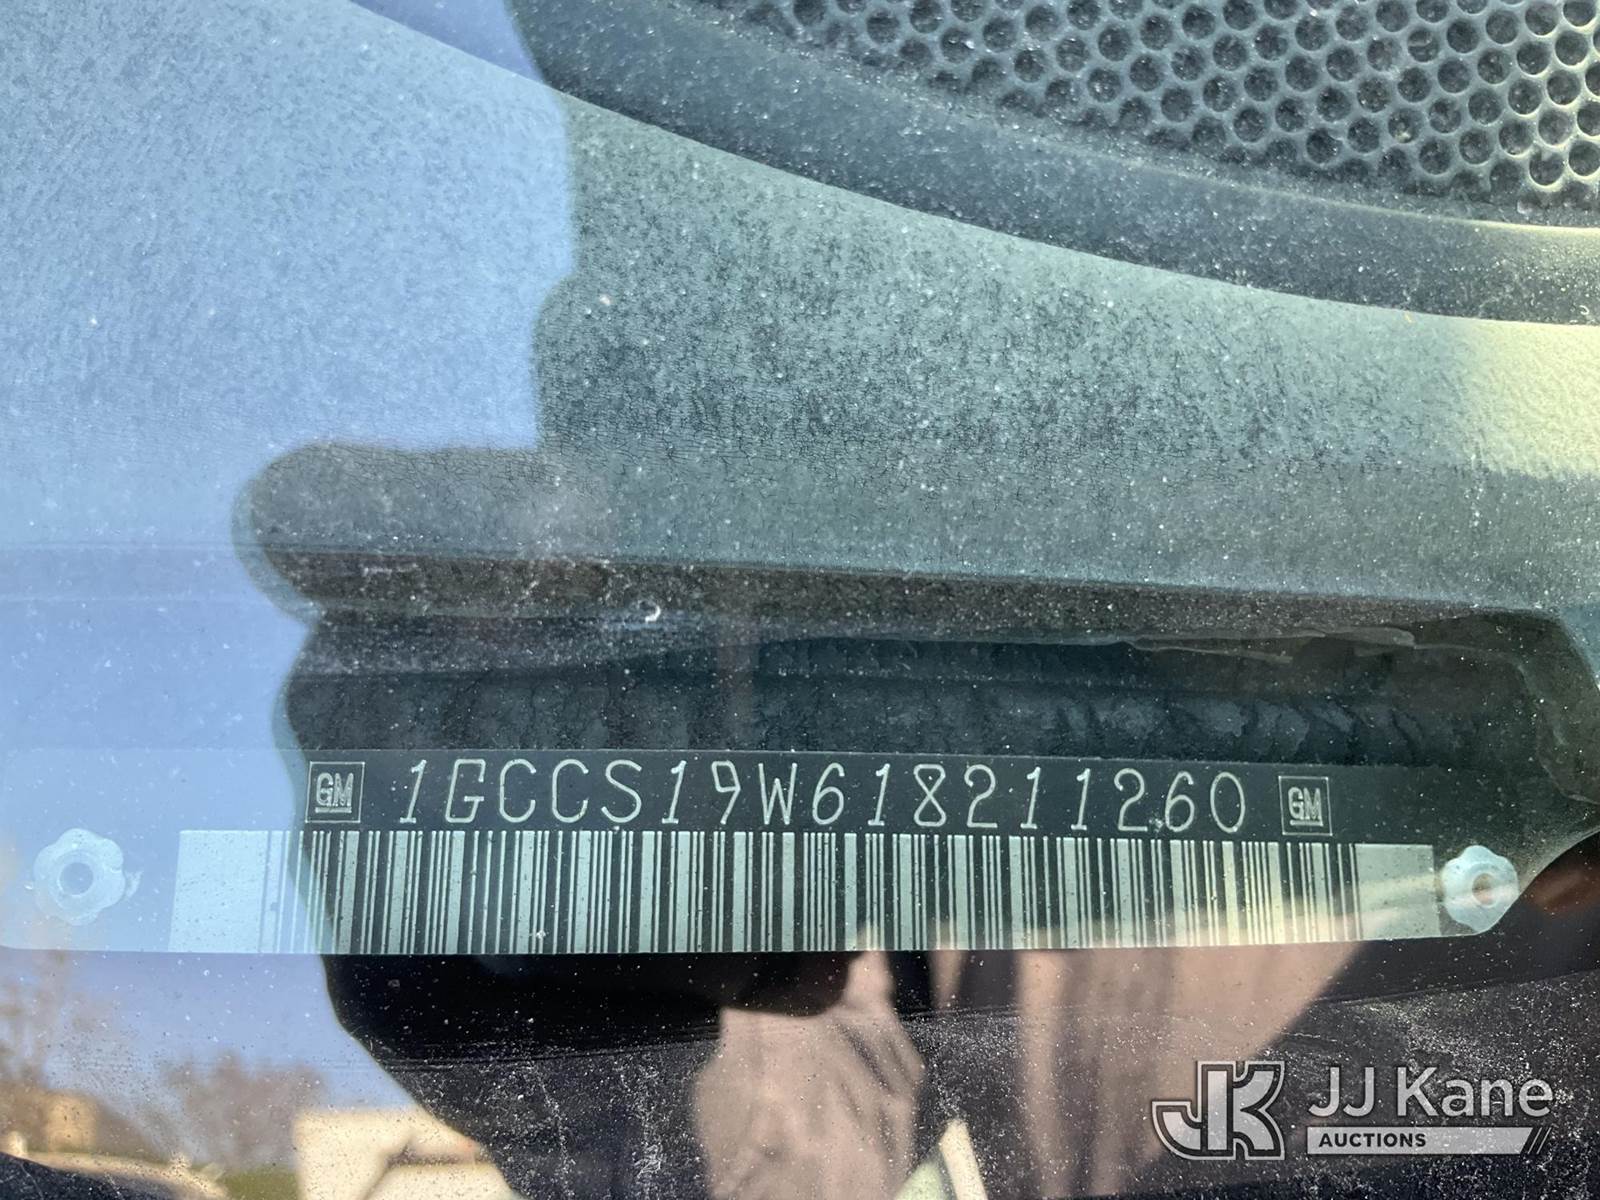 GM 1GCCS19W618211260 GM
JJ Kane
AUCTIONS